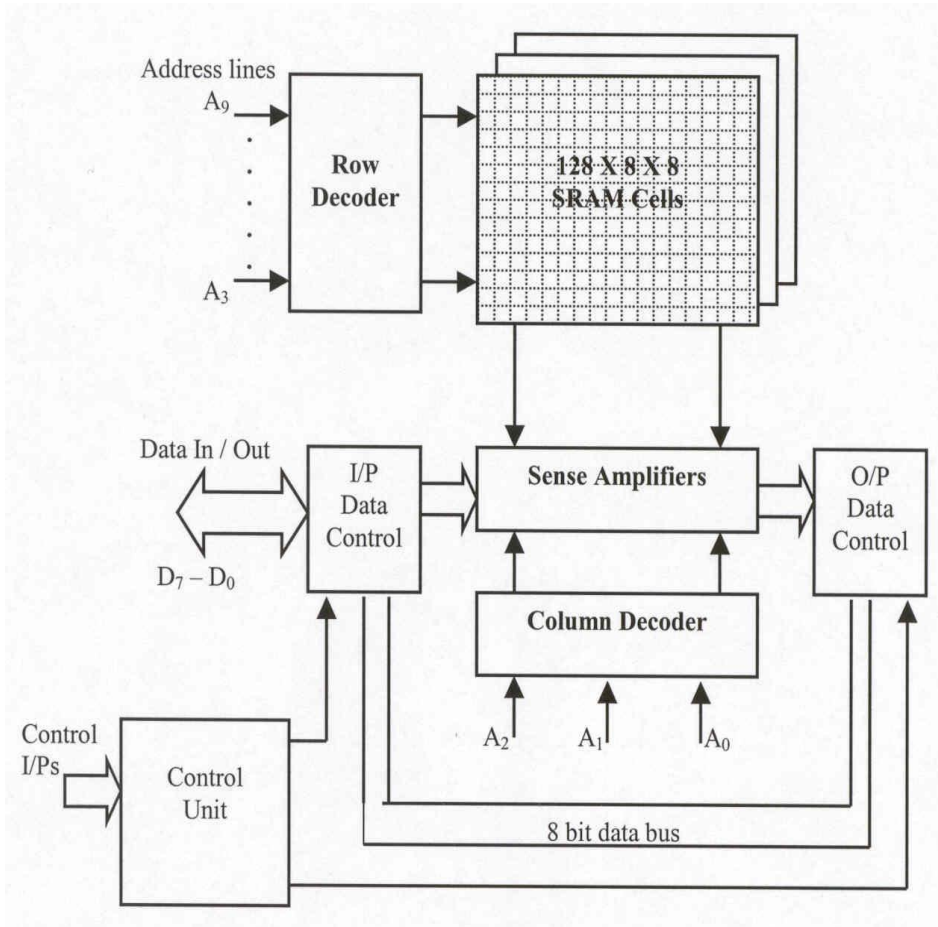 Address lines
A₉
A₃
Row
Decoder
128 X 8 X 8
SRAM Cells
Data In / Out
D₇ – D₀
I/P
Data
Control
Sense Amplifiers
O/P
Data
Control
Column Decoder
A₂ A₁ A₀
Control
I/Ps
Control
Unit
8 bit data bus